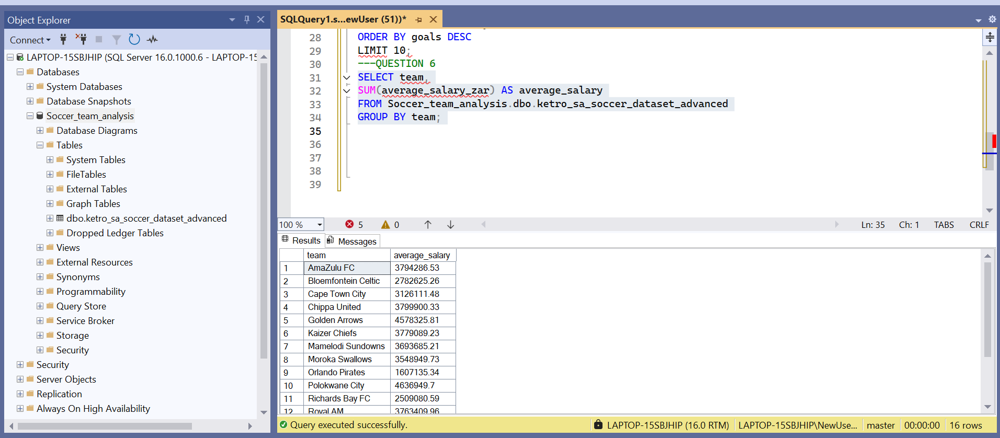 Object Explorer
Connect
LAPTOP-15SBJHIP (SQL Server 16.0.1000.6 - LAPTOP-15
Databases
System Databases
Database Snapshots
Soccer_team_analysis
Database Diagrams
Tables
System Tables
FileTables
External Tables
Graph Tables
dbo.ketro_sa_soccer_dataset_advanced
Dropped Ledger Tables
Views
External Resources
Synonyms
Programmability
Query Store
Service Broker
Storage
Security
Security
Server Objects
Replication
Always On High Availability
SQLQuery1.s...ewUser (51))*
28 ORDER BY goals DESC
29 LIMIT 10;
30 ---QUESTION 6
31 SELECT team,
32 SUM(average_salary_zar) AS average_salary
33 FROM Soccer_team_analysis.dbo.ketro_sa_soccer_dataset_advanced
34 GROUP BY team;
35
36
37
38
39
100 % 5 0 Ln: 35 Ch: 1 TABS CRLF
Results Messages
team average_salary
1 AmaZulu FC 3794286.53
2 Bloemfontein Celtic 2782625.26
3 Cape Town City 3126111.48
4 Chippa United 3799900.33
5 Golden Arrows 4578325.81
6 Kaizer Chiefs 3779089.23
7 Mamelodi Sundowns 3693685.21
8 Moroka Swallows 3548949.73
9 Orlando Pirates 1607135.34
10 Polokwane City 4636949.7
11 Richards Bay FC 2509080.59
12 Royal AM 3763409.96
Query executed successfully. LAPTOP-15SBJHIP (16.0 RTM) LAPTOP-15SBJHIP\NewUse... master 00:00:00 16 rows